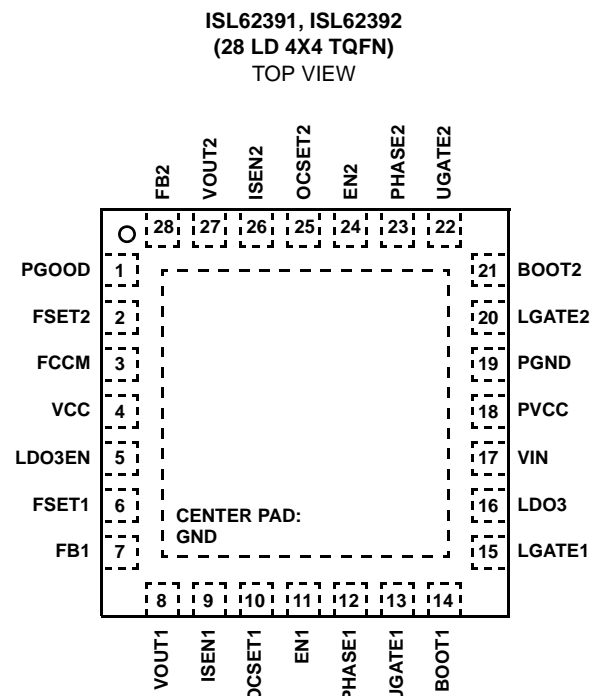 ISL62391, ISL62392
(28 LD 4X4 TQFN)
TOP VIEW
FB2
VOUT2
ISEN2
OCSET2
EN2
PHASE2
UGATE2
28 27 26 25 24 23 22
PGOOD 1
21 BOOT2
FSET2 2
20 LGATE2
FCCM 3
19 PGND
VCC 4
18 PVCC
LDO3EN 5
17 VIN
FSET1 6
16 LDO3
FB1 7
15 LGATE1
CENTER PAD:
GND
8 9 10 11 12 13 14
VOUT1
ISEN1
OCSET1
EN1
PHASE1
UGATE1
BOOT1